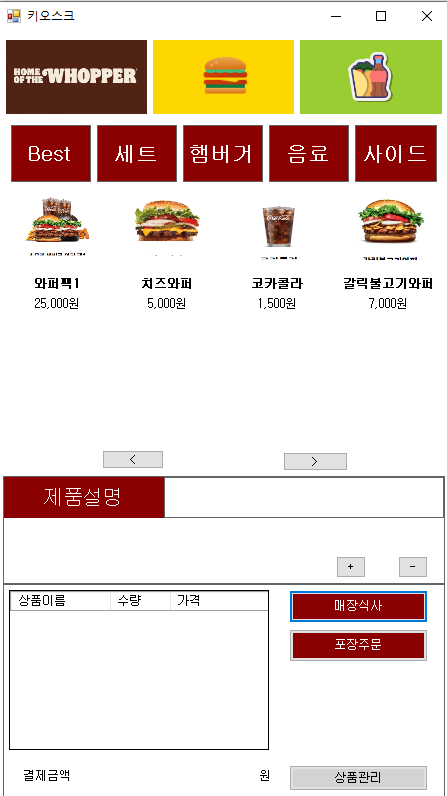 키오스크
HOME OF THE WHOPPER
Best
세트
햄버거
음료
사이드
와퍼팩1
치즈와퍼
코카콜라
갈릭불고기와퍼
25,000원
5,000원
1,500원
7,000원
<
>
제품설명
+
-
상품이름 수량 가격
매장식사
포장주문
결제금액 원
상품관리